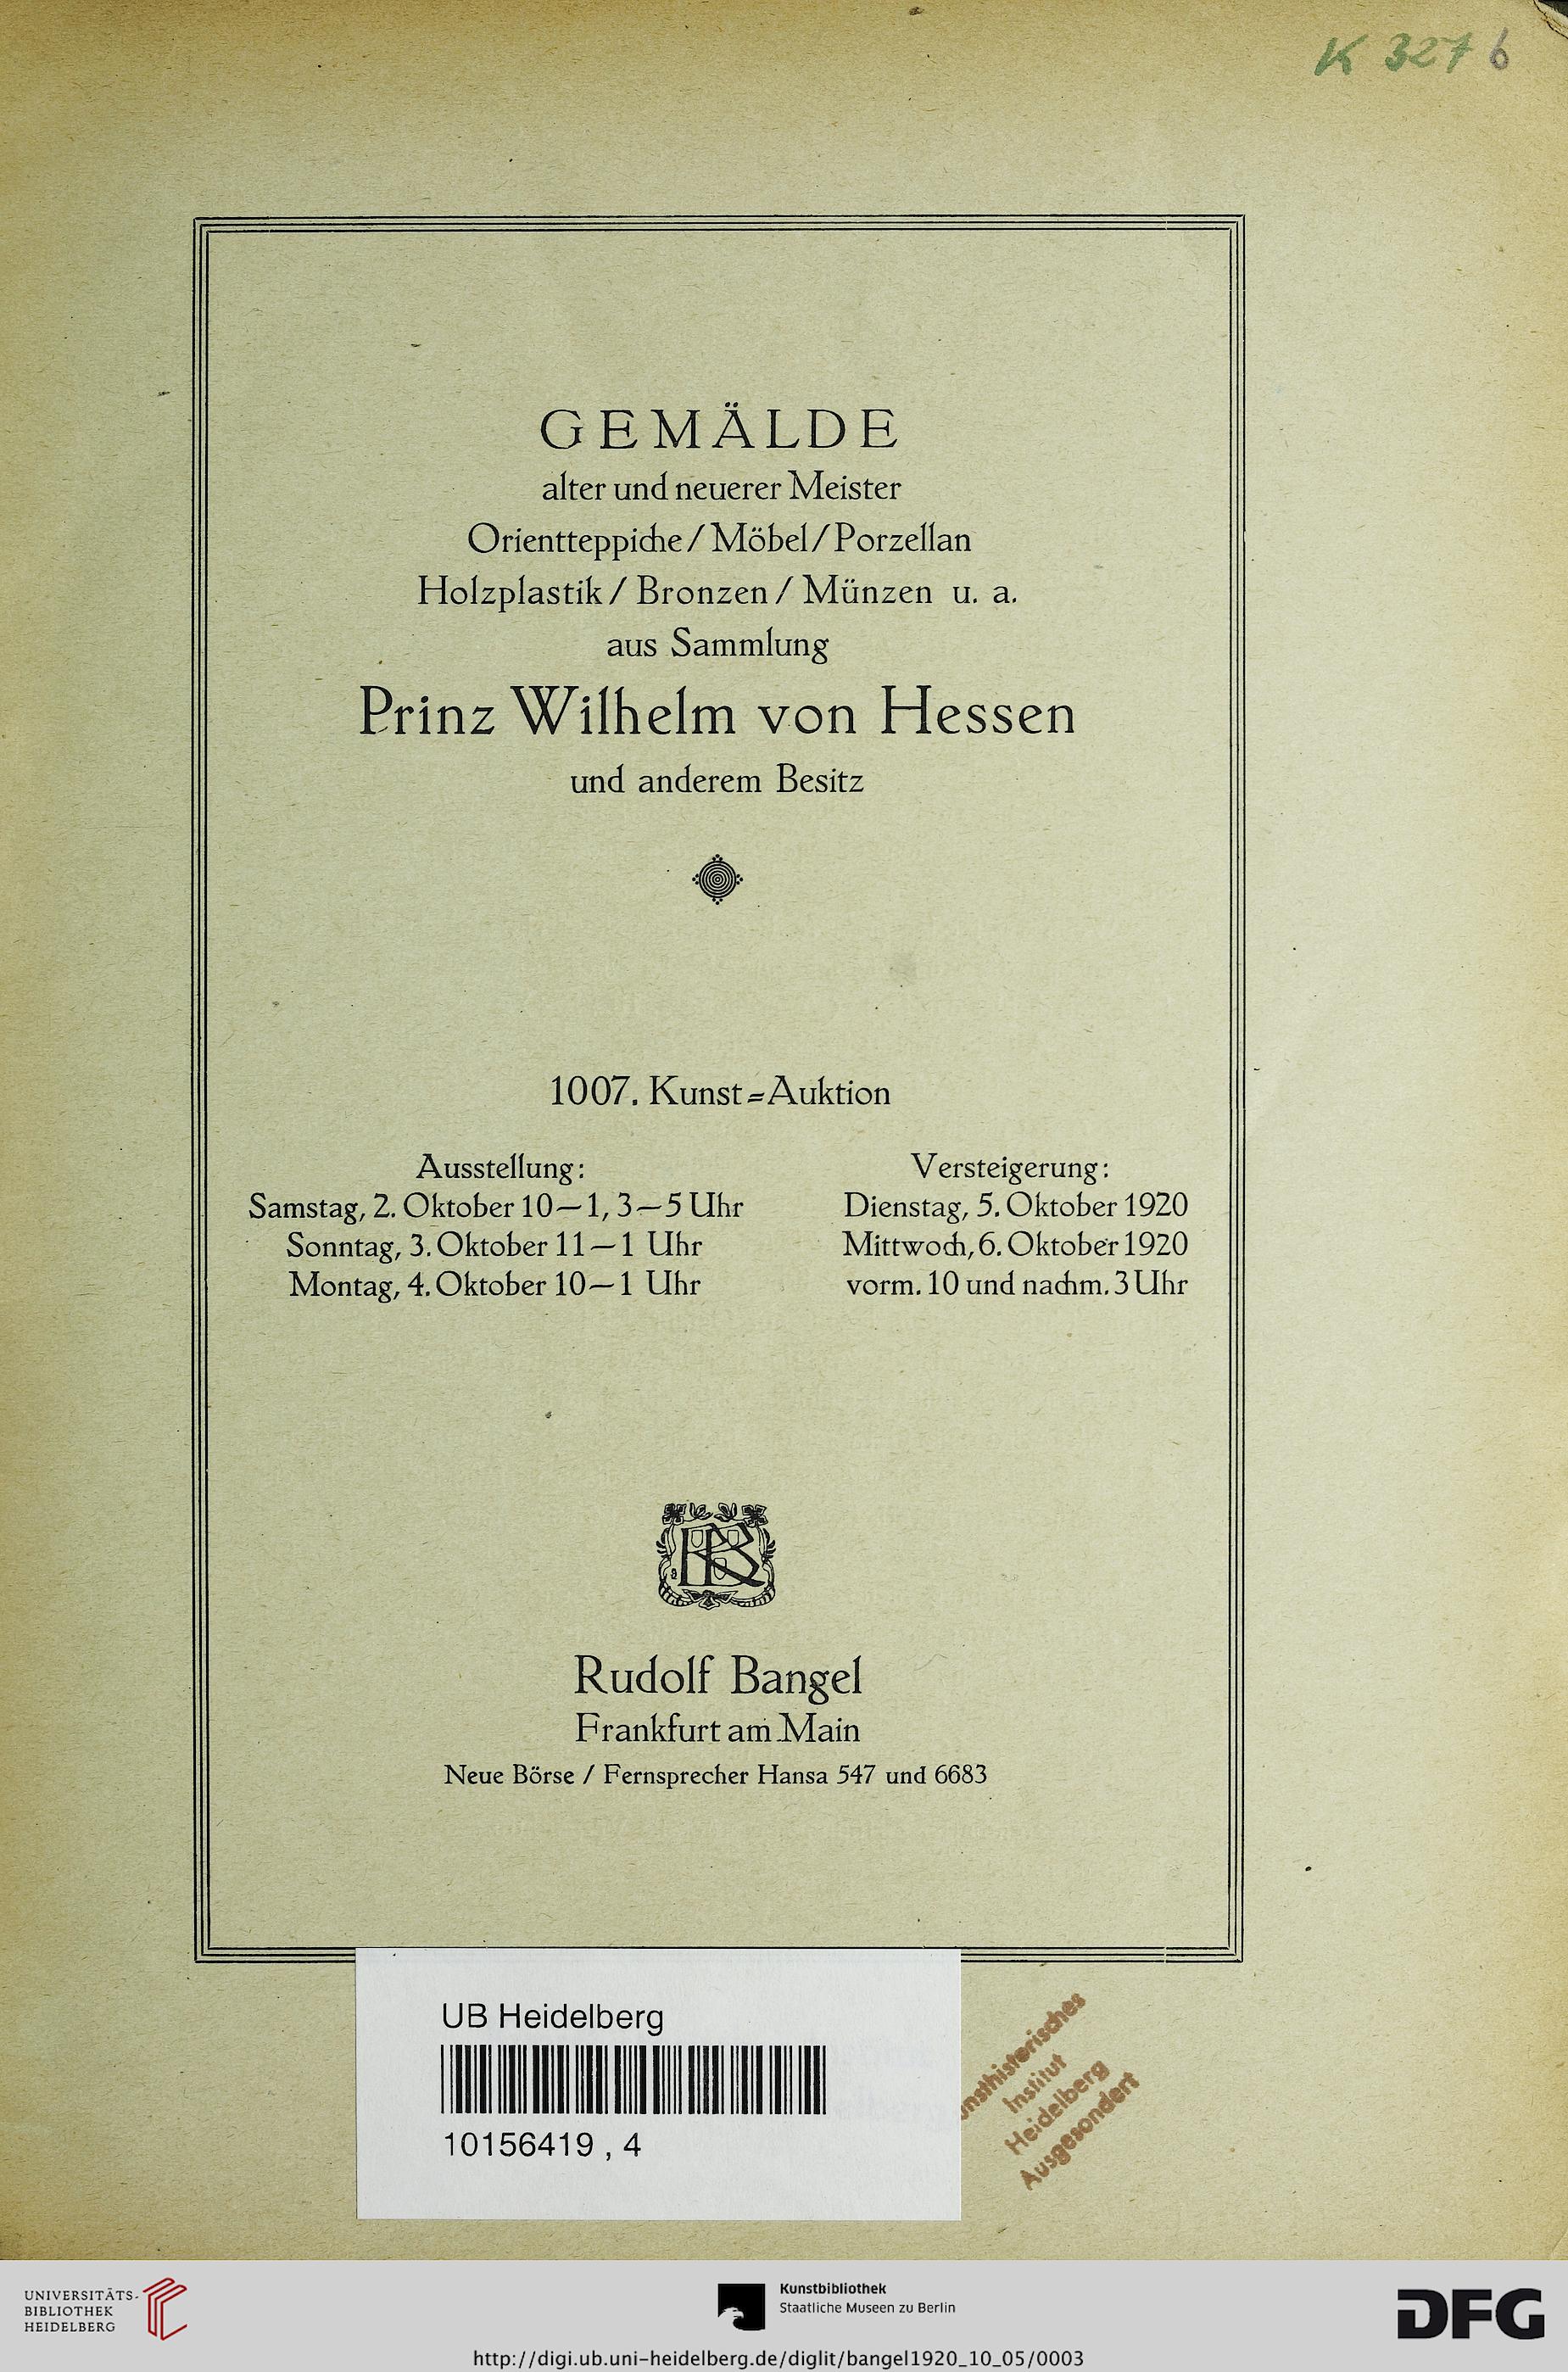 K 3276
GEMÄLDE
alter und neuerer Meister
Orientteppiche / Möbel / Porzellan
Holzplastik / Bronzen / Münzen u. a.
aus Sammlung
Prinz Wilhelm von Hessen
und anderem Besitz
1007. Kunst=Auktion
Ausstellung:
Samstag, 2. Oktober 10—1, 3—5 Uhr
Sonntag, 3. Oktober 11—1 Uhr
Montag, 4. Oktober 10—1 Uhr
Versteigerung:
Dienstag, 5. Oktober 1920
Mittwoch, 6. Oktober 1920
vorm. 10 und nachm. 3 Uhr
RB
Rudolf Bangel
Frankfurt am Main
Neue Börse / Fernsprecher Hansa 547 und 6683
UB Heidelberg
10156419 , 4
unsthistorisches
Institut
Heidelberg
Ausgesondert
UNIVERSITÄTS-
BIBLIOTHEK
HEIDELBERG
Kunstbibliothek
Staatliche Museen zu Berlin
DFG
http://digi.ub.uni-heidelberg.de/diglit/bangel1920_10_05/0003